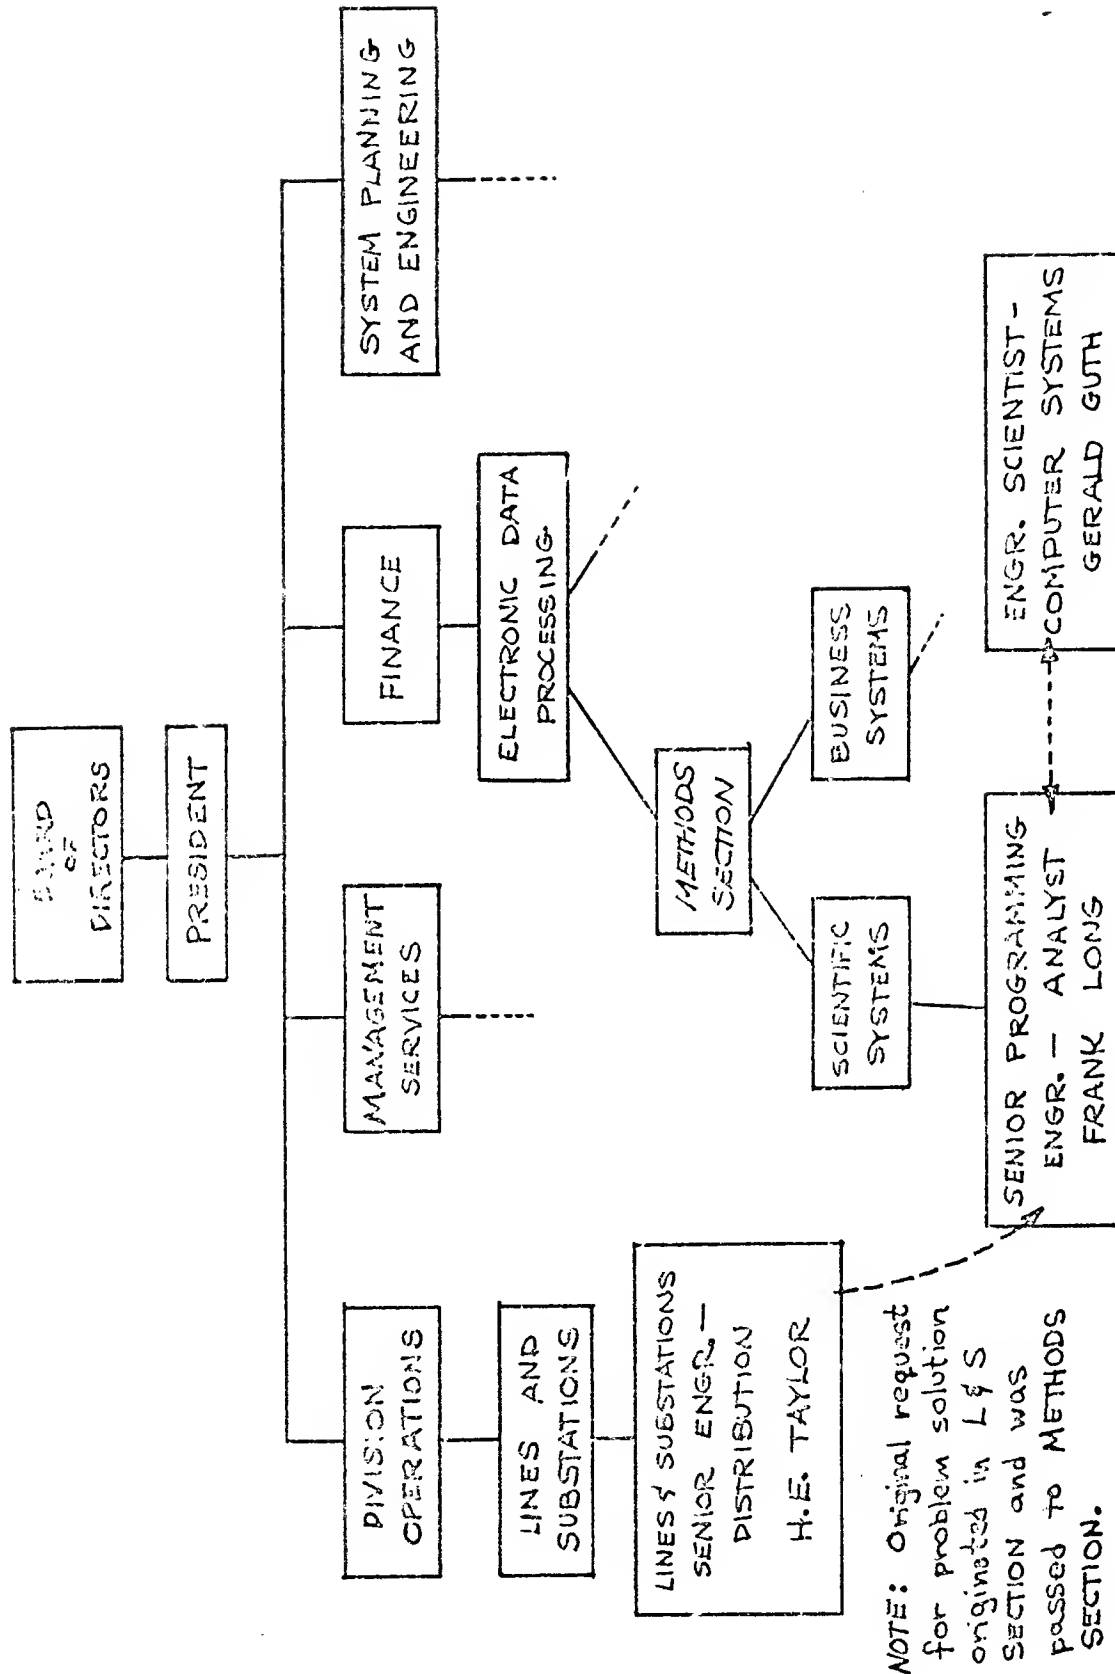 BOARD
OF
DIRECTORS
PRESIDENT
DIVISION
OPERATIONS
MANAGEMENT
SERVICES
FINANCE
SYSTEM PLANNING
AND ENGINEERING
LINES AND
SUBSTATIONS
ELECTRONIC DATA
PROCESSING
LINES & SUBSTATIONS
SENIOR ENGR. —
DISTRIBUTION
H.E. TAYLOR
METHODS
SECTION
SCIENTIFIC
SYSTEMS
BUSINESS
SYSTEMS
SENIOR PROGRAMMING
ENGR. — ANALYST
FRANK LONG
ENGR. SCIENTIST -
COMPUTER SYSTEMS
GERALD GUTH
NOTE: Original request
for problem solution
originated in L & S
SECTION and was
passed to METHODS
SECTION.